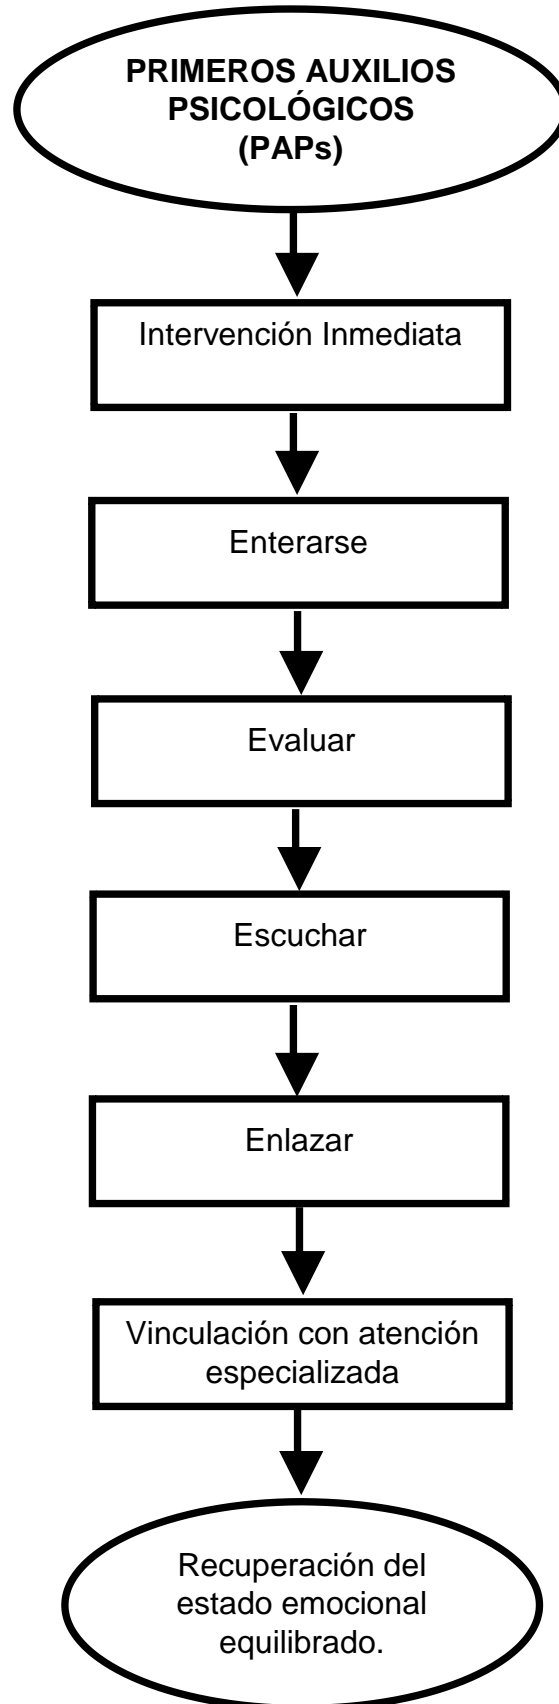 PRIMEROS AUXILIOS
PSICOLÓGICOS
(PAPs)
Intervención Inmediata
Enterarse
Evaluar
Escuchar
Enlazar
Vinculación con atención
especializada
Recuperación del
estado emocional
equilibrado.